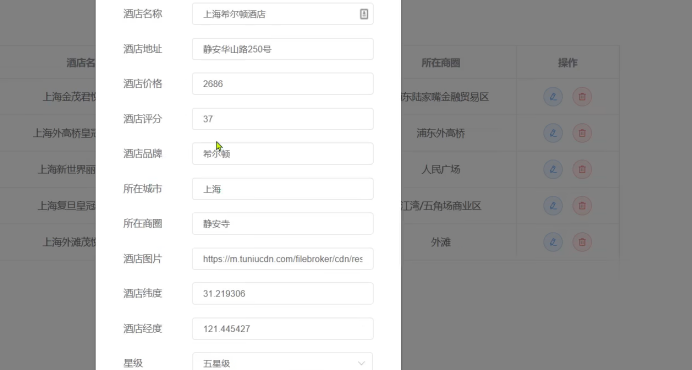 酒店名称 上海希尔顿酒店
酒店地址 静安华山路250号
酒店名 所在商圈 操作
酒店价格 2686
上海金茂君悦 东陆家嘴金融贸易区
酒店评分 37
上海外高桥皇冠 浦东外高桥
酒店品牌 希尔顿
上海新世界丽 人民广场
所在城市 上海
上海复旦皇冠 江湾/五角场商业区
所在商圈 静安寺
上海外滩茂悦 外滩
酒店图片 https://m.tuniucdn.com/filebroker/cdn/res
酒店纬度 31.219306
酒店经度 121.445427
星级 五星级